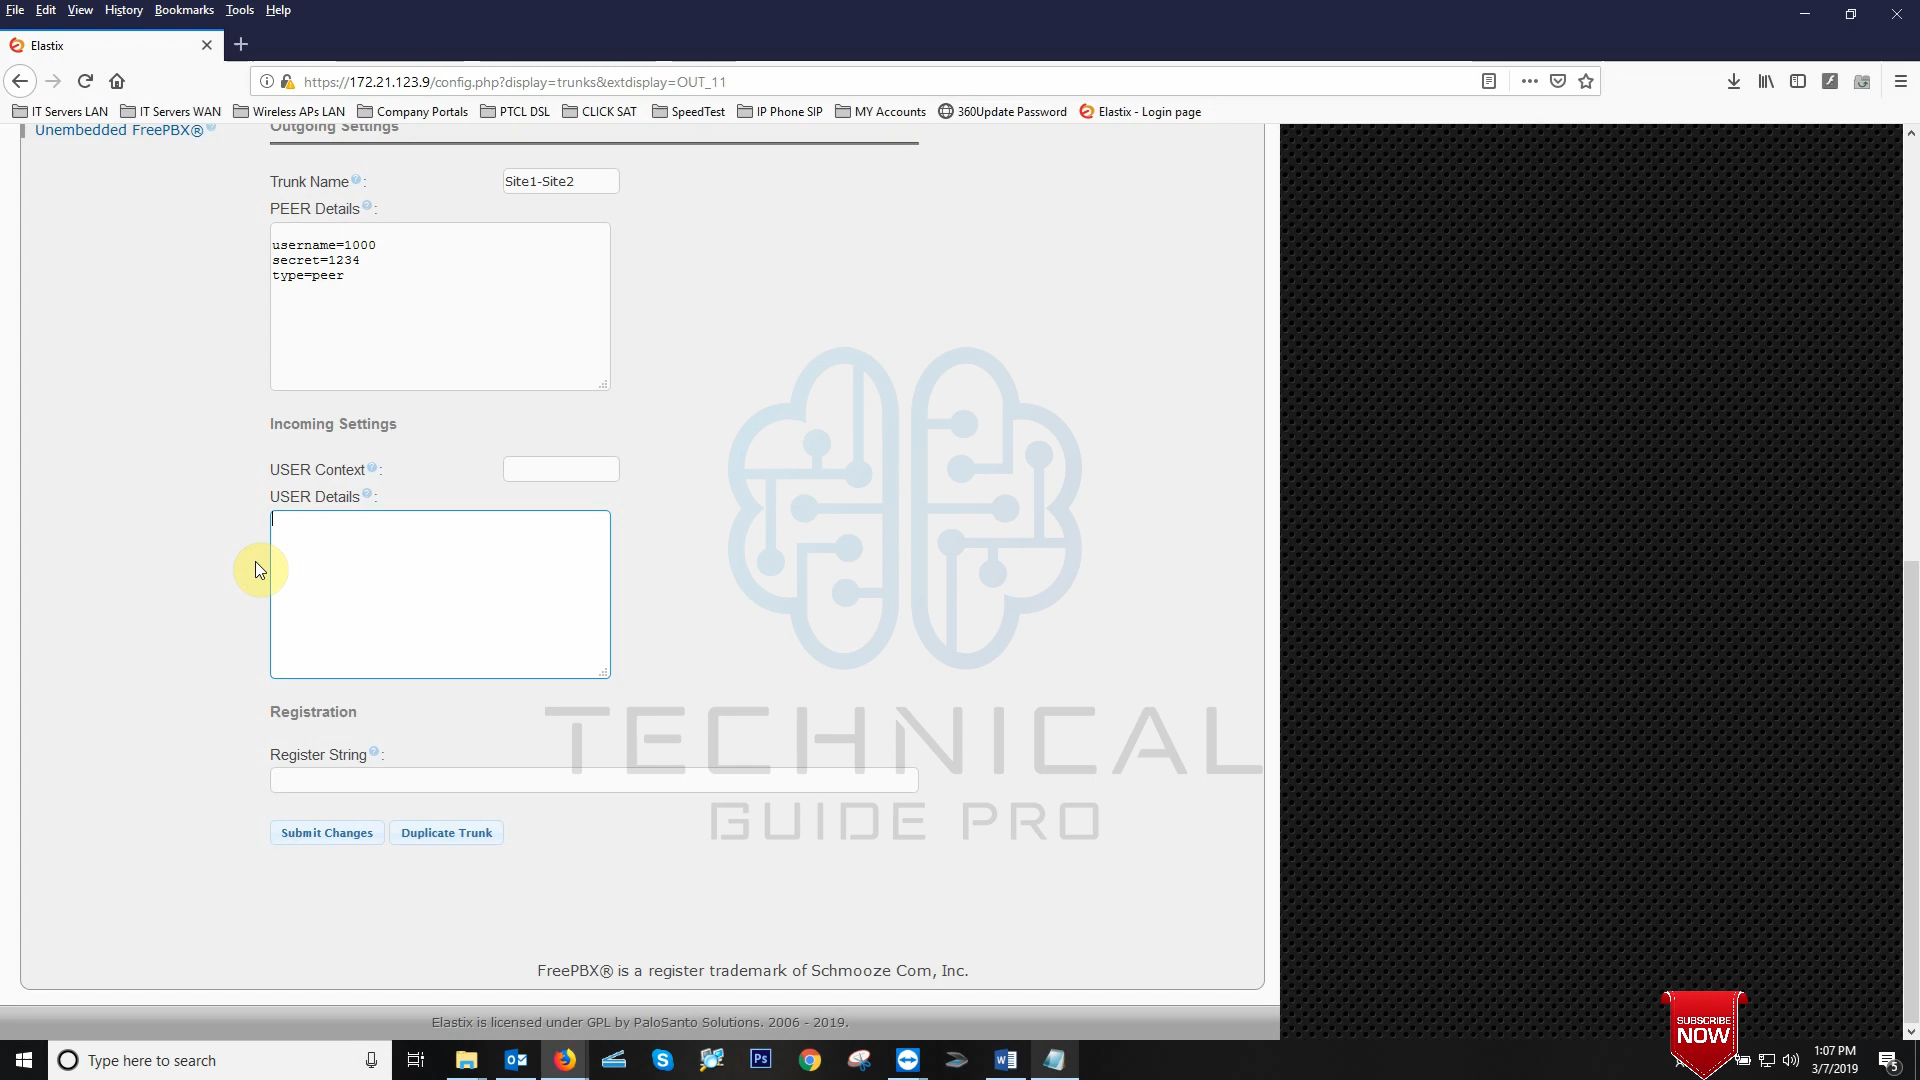 File Edit View History Bookmarks Tools Help
Elastix
https://172.21.123.9/config.php?display=trunks&extdisplay=OUT_11
IT Servers LAN IT Servers WAN Wireless APs LAN Company Portals PTCL DSL CLICK SAT SpeedTest IP Phone SIP MY Accounts 360Update Password Elastix - Login page
Unembedded FreePBX®
Outgoing Settings
Trunk Name : Site1-Site2
PEER Details :
username=1000
secret=1234
type=peer
Incoming Settings
USER Context :
USER Details :
Registration
Register String :
TECHNICAL
GUIDE PRO
Submit Changes Duplicate Trunk
FreePBX® is a register trademark of Schmooze Com, Inc.
Elastix is licensed under GPL by PaloSanto Solutions. 2006 - 2019.
SUBSCRIBE
NOW
Type here to search
Ps
1:07 PM
3/7/2019
5